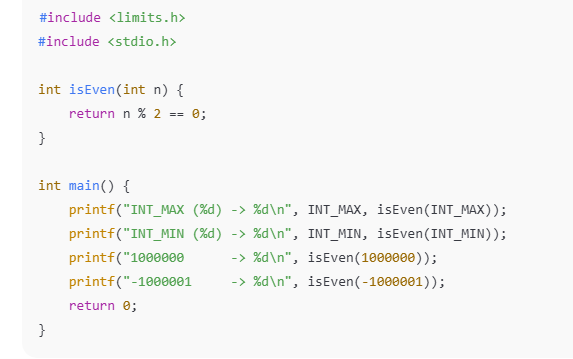 #include <limits.h>
#include <stdio.h>

int isEven(int n) {
    return n % 2 == 0;
}

int main() {
    printf("INT_MAX (%d) -> %d\n", INT_MAX, isEven(INT_MAX));
    printf("INT_MIN (%d) -> %d\n", INT_MIN, isEven(INT_MIN));
    printf("1000000      -> %d\n", isEven(1000000));
    printf("-1000001     -> %d\n", isEven(-1000001));
    return 0;
}